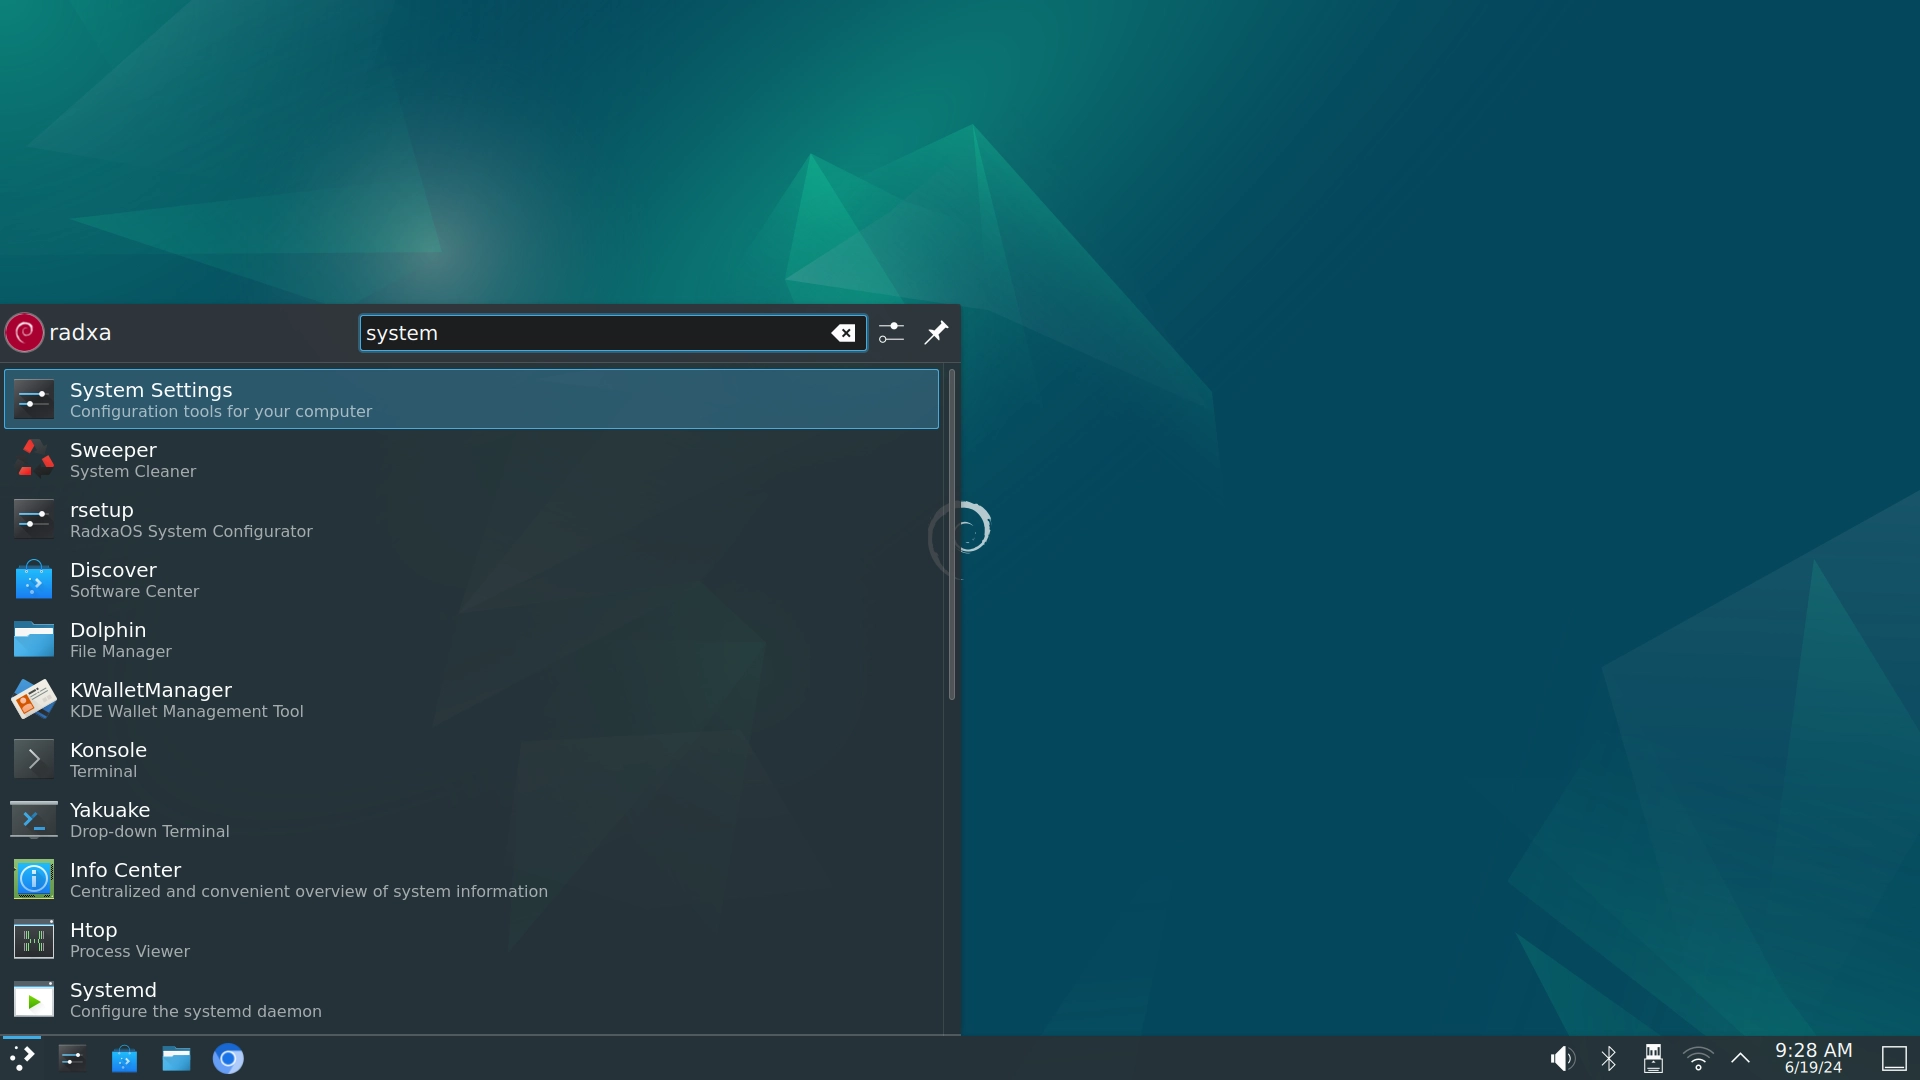 radxa
system
System Settings
Configuration tools for your computer
Sweeper
System Cleaner
rsetup
RadxaOS System Configurator
Discover
Software Center
Dolphin
File Manager
KWalletManager
KDE Wallet Management Tool
Konsole
Terminal
Yakuake
Drop-down Terminal
Info Center
Centralized and convenient overview of system information
Htop
Process Viewer
Systemd
Configure the systemd daemon
9:28 AM
6/19/24